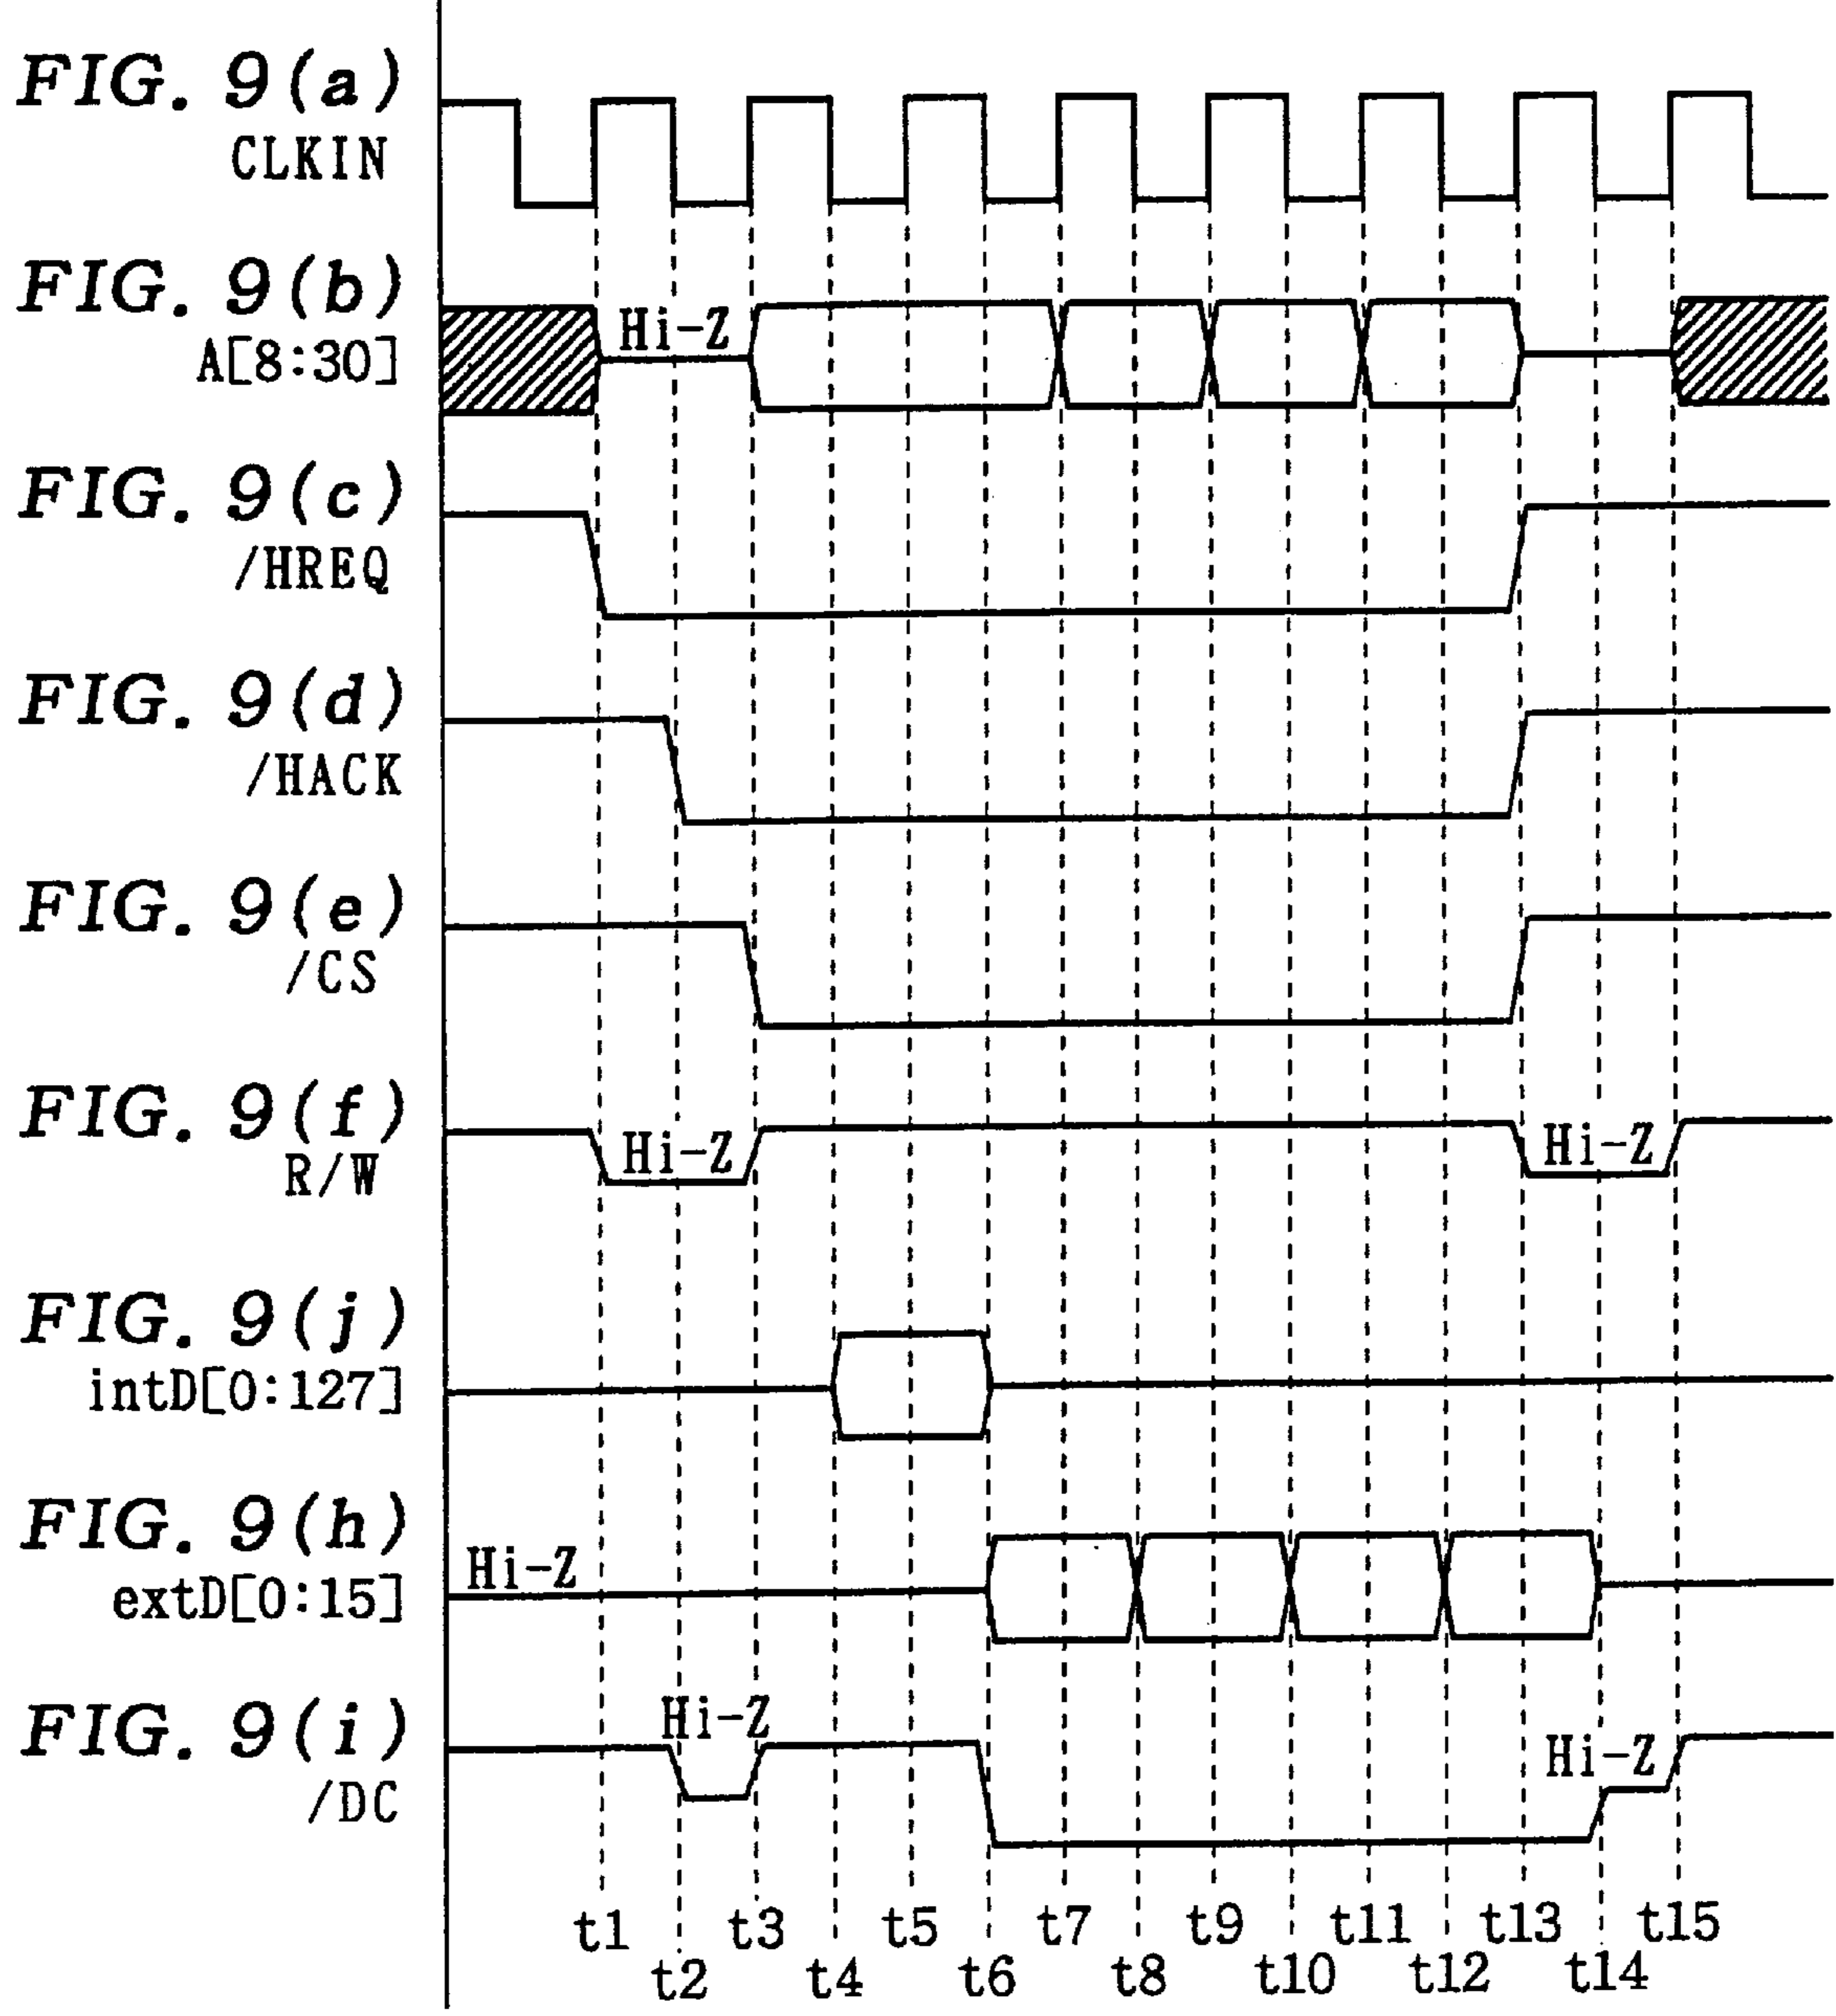 FIG. 9(a)
CLKIN
FIG. 9(b)
A[8:30]
Hi-Z
FIG. 9(c)
/HREQ
FIG. 9(d)
/HACK
FIG. 9(e)
/CS
FIG. 9(f)
R/W
Hi-Z
Hi-Z
FIG. 9(j)
intD[0:127]
FIG. 9(h)
extD[0:15]
Hi-Z
FIG. 9(i)
/DC
Hi-Z
Hi-Z
t1 t3 t5 t7 t9 t11 t13 t15
t2 t4 t6 t8 t10 t12 t14